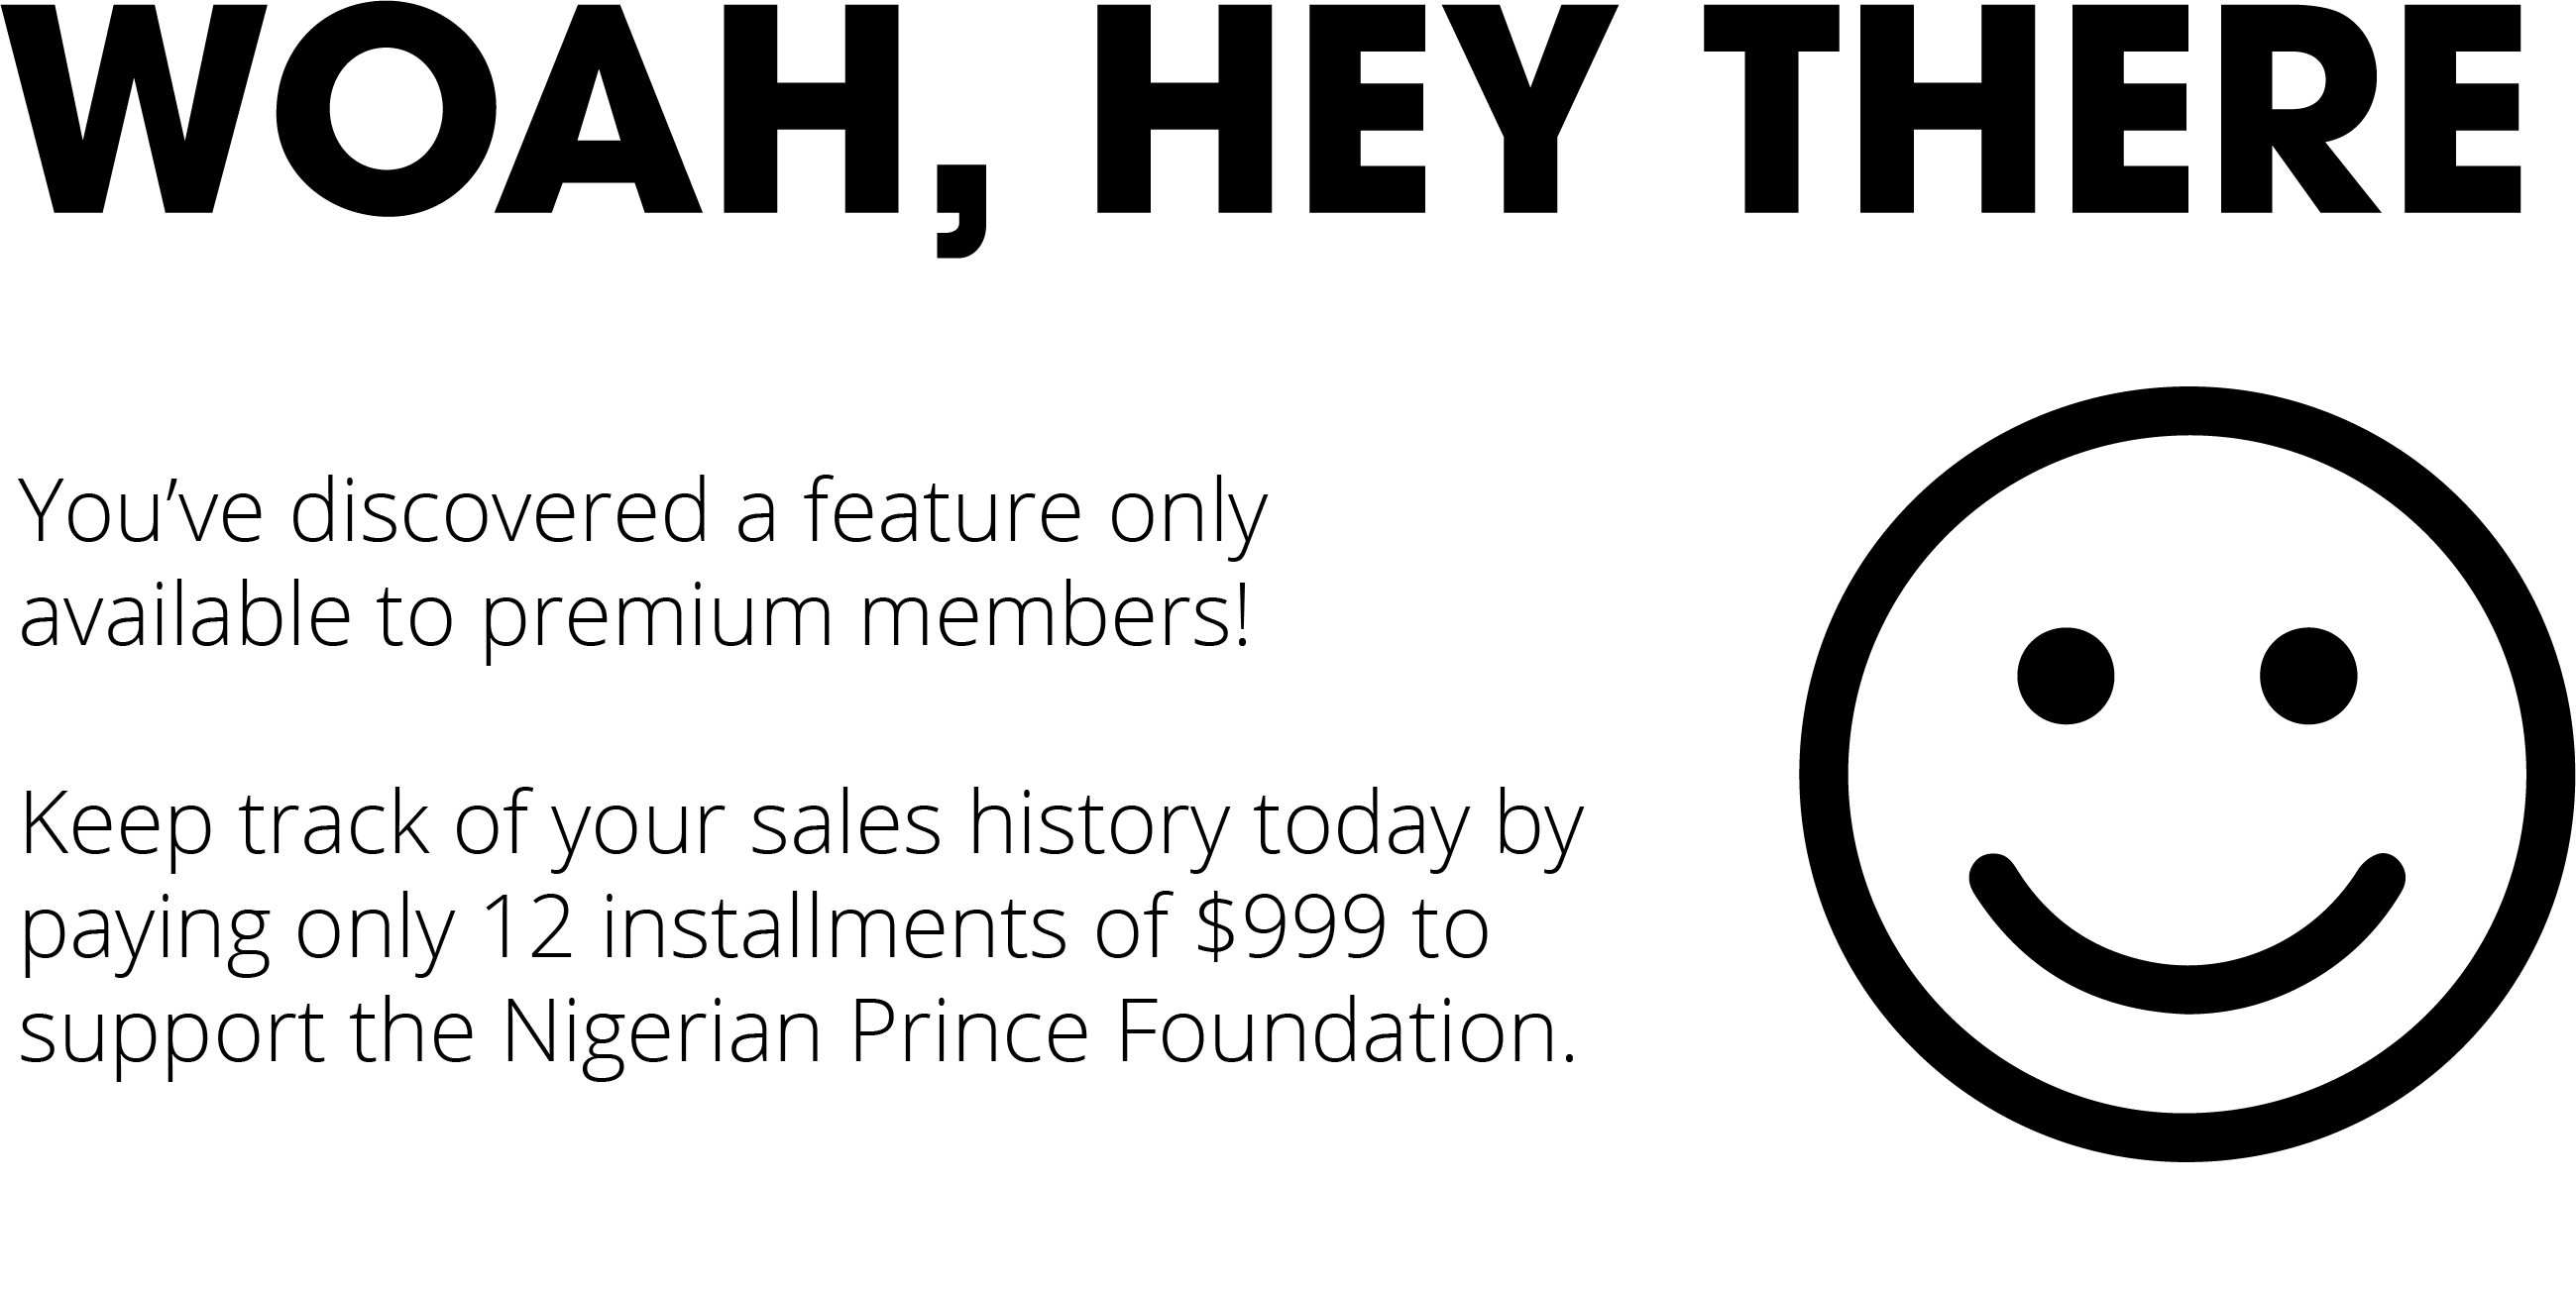 WOAH, HEY THERE
You’ve discovered a feature only
available to premium members!
Keep track of your sales history today by
paying only 12 installments of $999 to
support the Nigerian Prince Foundation.